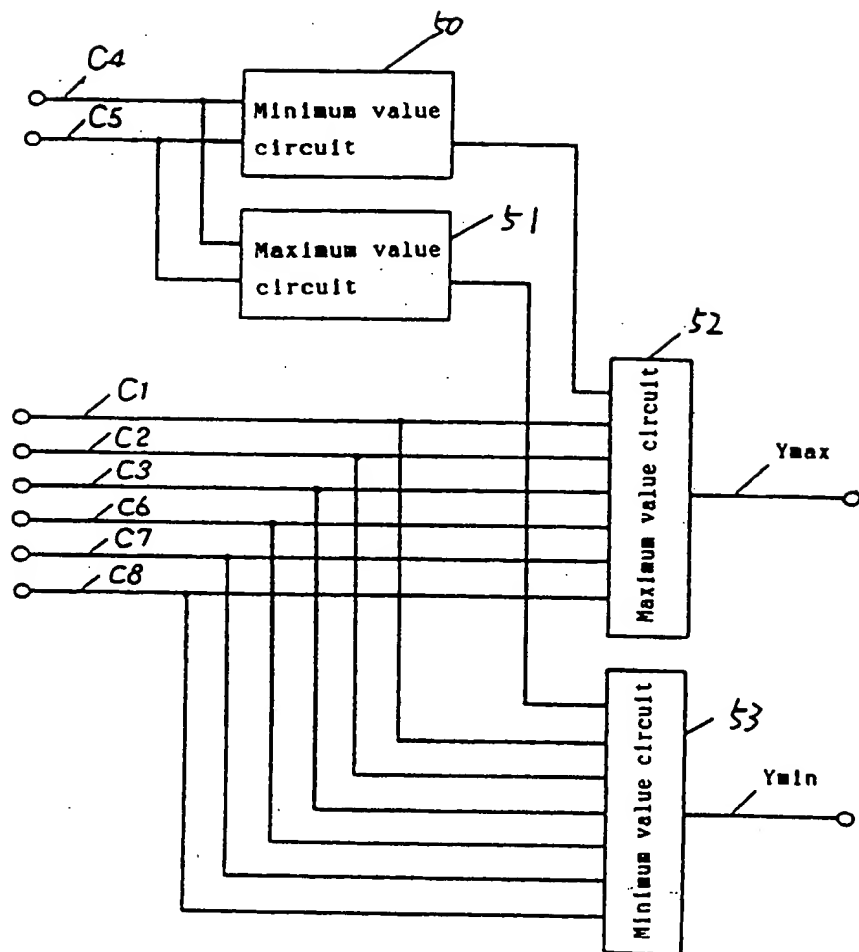 50
C4
C5
Minimum value
circuit
51
Maximum value
circuit
52
C1
C2
C3
C6
C7
C8
Maximum value circuit
Ymax
53
Minimum value circuit
Ymin